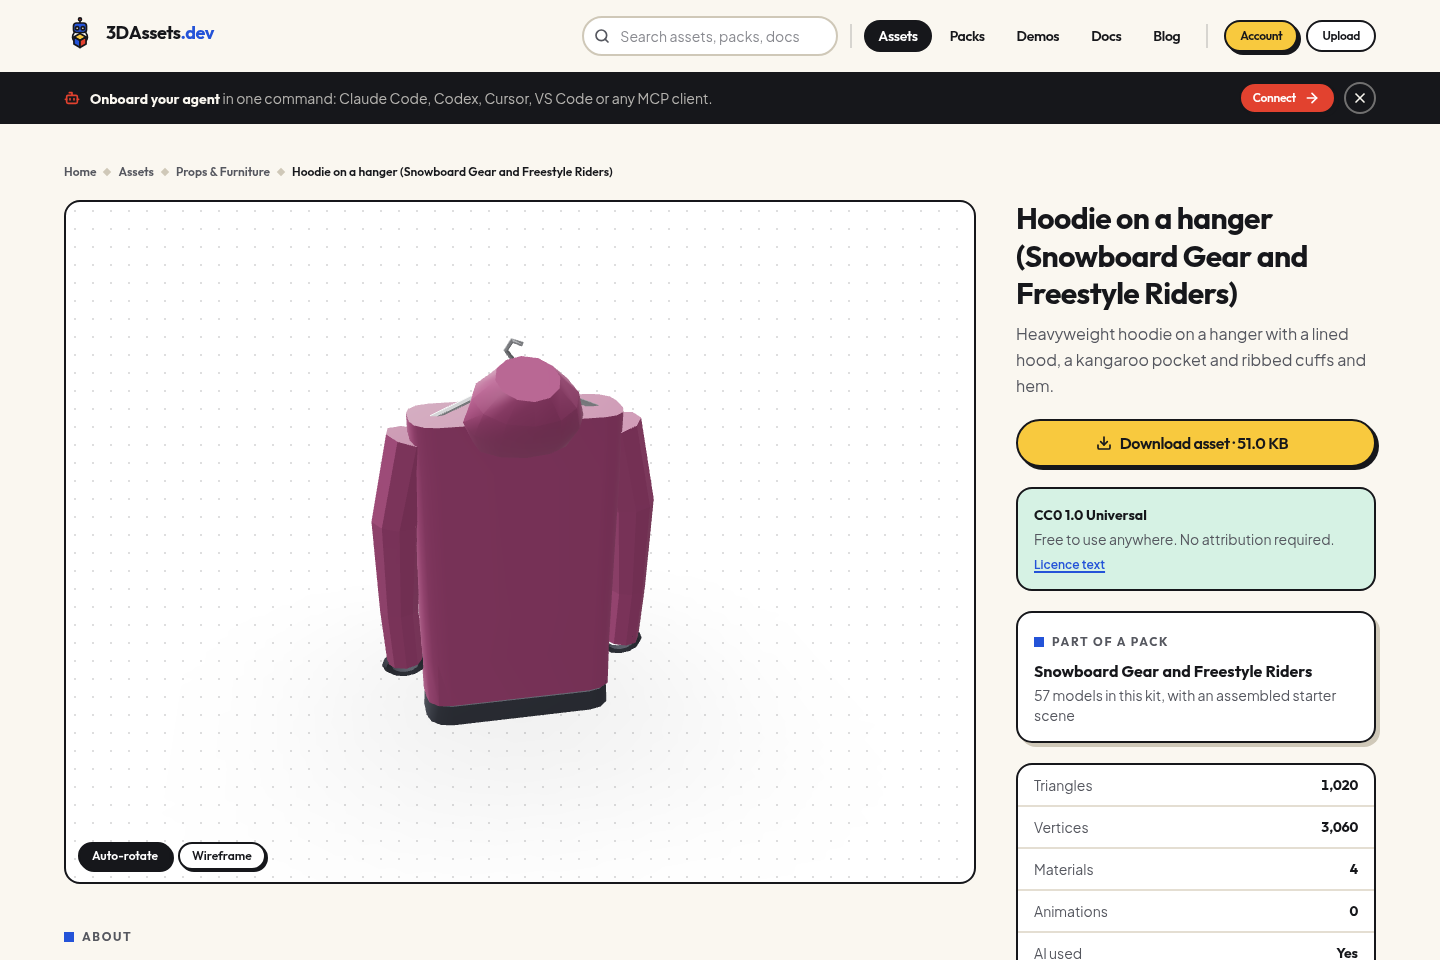 3DAssets.dev
Search assets, packs, docs
Assets
Packs
Demos
Docs
Blog
Account
Upload
Onboard your agent in one command: Claude Code, Codex, Cursor, VS Code or any MCP client.
Connect
Home
Assets
Props & Furniture
Hoodie on a hanger (Snowboard Gear and Freestyle Riders)
Auto-rotate
Wireframe
ABOUT
Hoodie on a hanger
(Snowboard Gear and
Freestyle Riders)
Heavyweight hoodie on a hanger with a lined
hood, a kangaroo pocket and ribbed cuffs and
hem.
Download asset · 51.0 KB
CC0 1.0 Universal
Free to use anywhere. No attribution required.
Licence text
PART OF A PACK
Snowboard Gear and Freestyle Riders
57 models in this kit, with an assembled starter
scene
Triangles 1,020
Vertices 3,060
Materials 4
Animations 0
AI used Yes